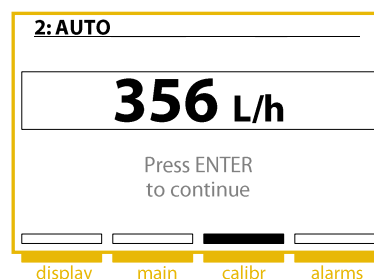 2: AUTO
356 L/h
Press ENTER
to continue
display main calibr alarms